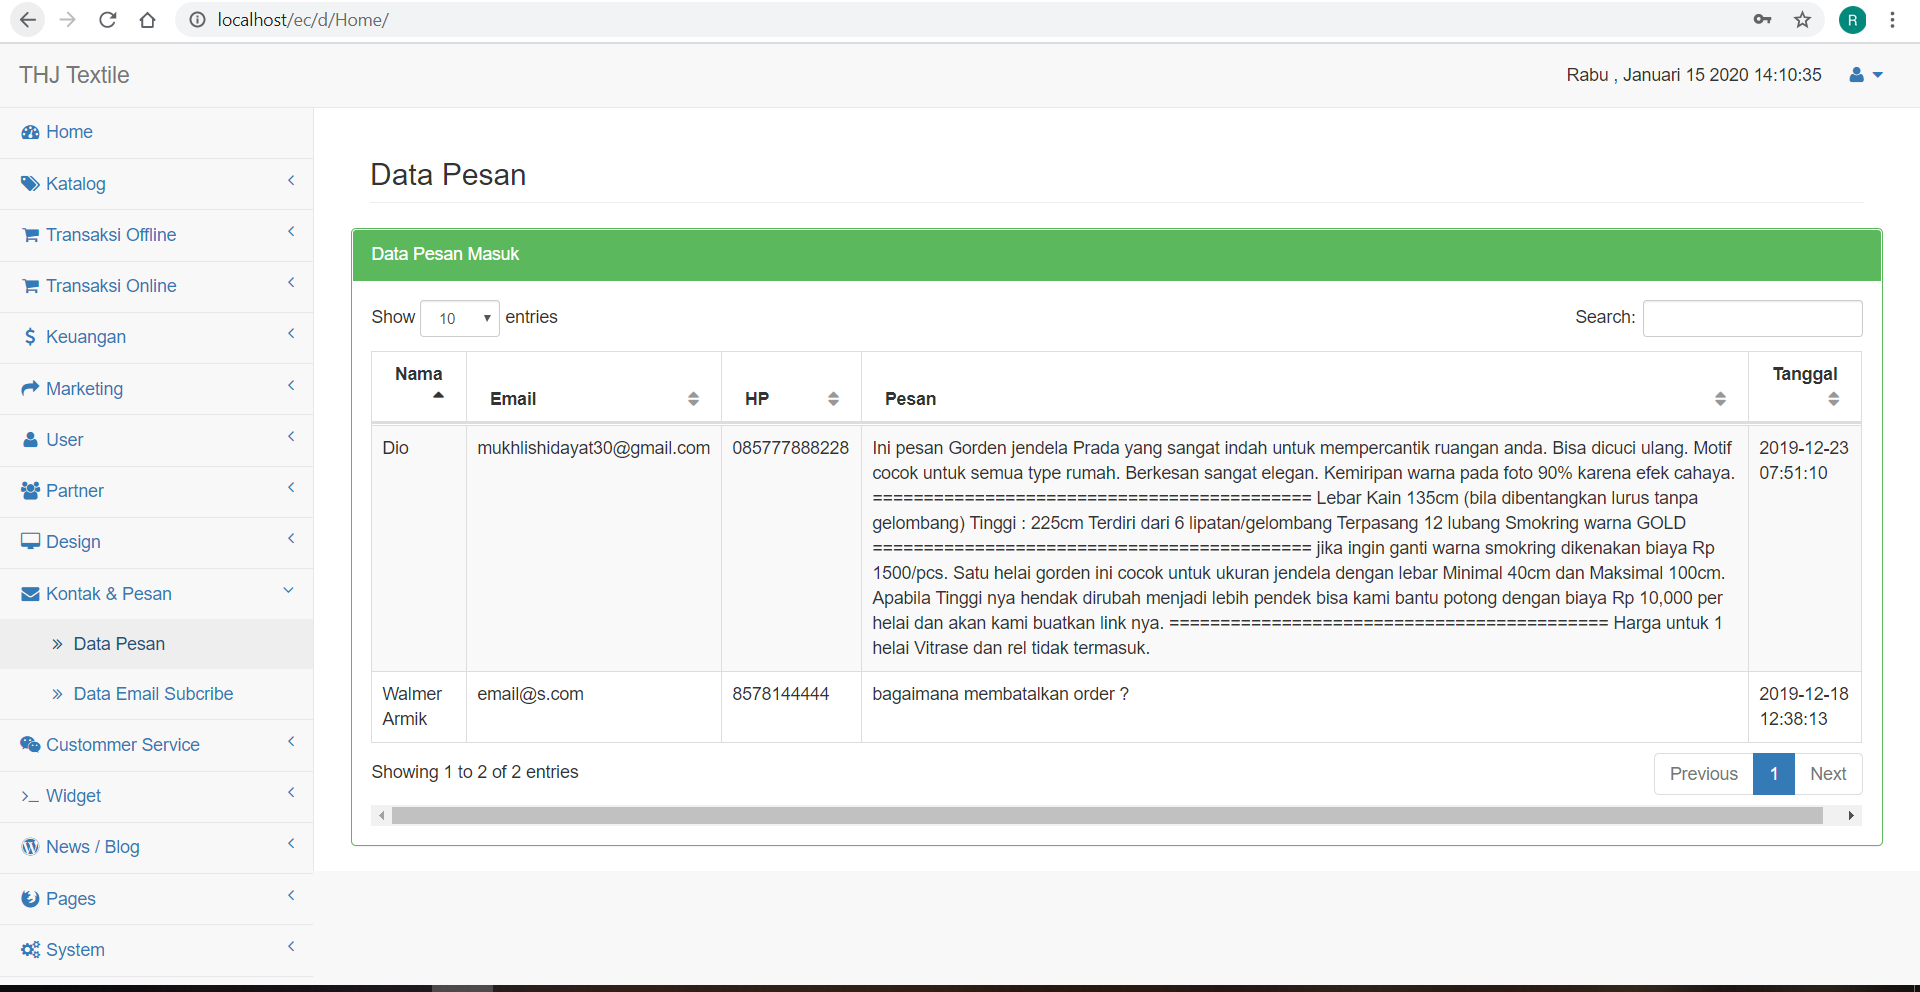 localhost/ec/d/Home/
R
THJ Textile
Rabu , Januari 15 2020 14:10:35
Home
Katalog
Transaksi Offline
Transaksi Online
Keuangan
Marketing
User
Partner
Design
Kontak & Pesan
Data Pesan
Data Email Subcribe
Custommer Service
Widget
News / Blog
Pages
System
Data Pesan
Data Pesan Masuk
Show 10 entries
Search:
Nama Email HP Pesan Tanggal
Dio mukhlishidayat30@gmail.com 085777888228 Ini pesan Gorden jendela Prada yang sangat indah untuk mempercantik ruangan anda. Bisa dicuci ulang. Motif 2019-12-23
cocok untuk semua type rumah. Berkesan sangat elegan. Kemiripan warna pada foto 90% karena efek cahaya. 07:51:10
=========================================== Lebar Kain 135cm (bila dibentangkan lurus tanpa
gelombang) Tinggi : 225cm Terdiri dari 6 lipatan/gelombang Terpasang 12 lubang Smokring warna GOLD
=========================================== jika ingin ganti warna smokring dikenakan biaya Rp
1500/pcs. Satu helai gorden ini cocok untuk ukuran jendela dengan lebar Minimal 40cm dan Maksimal 100cm.
Apabila Tinggi nya hendak dirubah menjadi lebih pendek bisa kami bantu potong dengan biaya Rp 10,000 per
helai dan akan kami buatkan link nya. =========================================== Harga untuk 1
helai Vitrase dan rel tidak termasuk.
Walmer email@s.com 8578144444 bagaimana membatalkan order ? 2019-12-18
Armik 12:38:13
Showing 1 to 2 of 2 entries
Previous 1 Next